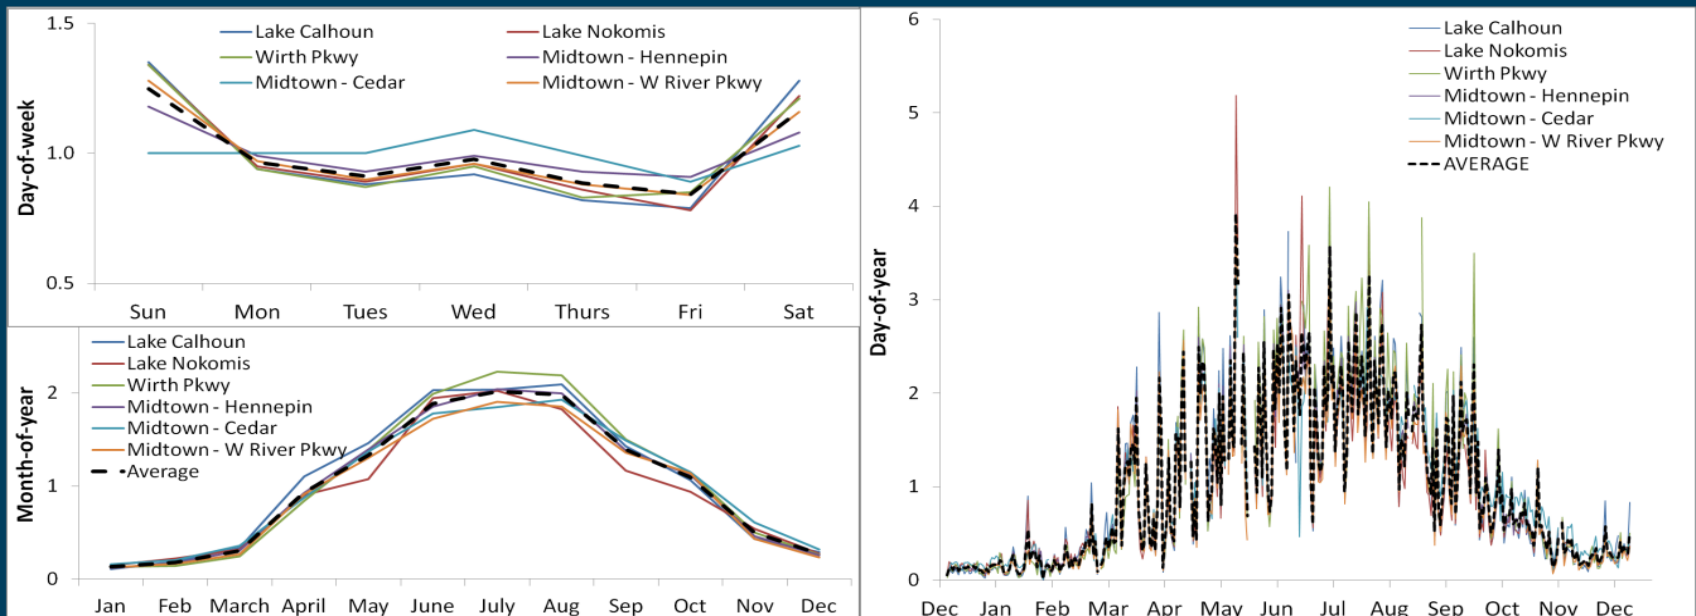 1.5
1.0
0.5
Day-of-week
Lake Calhoun
Lake Nokomis
Wirth Pkwy
Midtown - Hennepin
Midtown - Cedar
Midtown - W River Pkwy
Sun Mon Tues Wed Thurs Fri Sat
Lake Calhoun
Lake Nokomis
Wirth Pkwy
Midtown - Hennepin
Midtown - Cedar
Midtown - W River Pkwy
Average
2
1
0
Month-of-year
Jan Feb March April May June July Aug Sep Oct Nov Dec
6
5
4
3
2
1
0
Day-of-year
Lake Calhoun
Lake Nokomis
Wirth Pkwy
Midtown - Hennepin
Midtown - Cedar
Midtown - W River Pkwy
AVERAGE
Dec Jan Feb Mar Apr May Jun Jul Aug Sep Oct Nov Dec